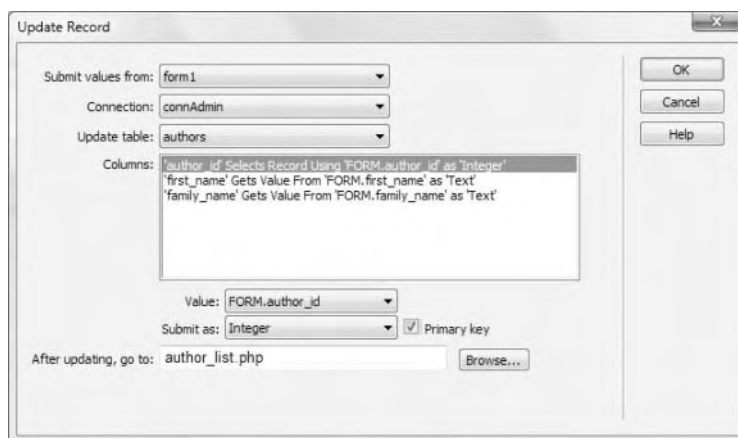 Update Record
Submit values from: form1
OK
Connection: connAdmin
Cancel
Update table: authors
Help
Columns: 'author_id' Selects Record Using 'FORM.author_id' as 'Integer'
'first_name' Gets Value From 'FORM.first_name' as 'Text'
'family_name' Gets Value From 'FORM.family_name' as 'Text'
Value: FORM.author_id
Submit as: Integer Primary key
After updating, go to: author_list.php Browse...